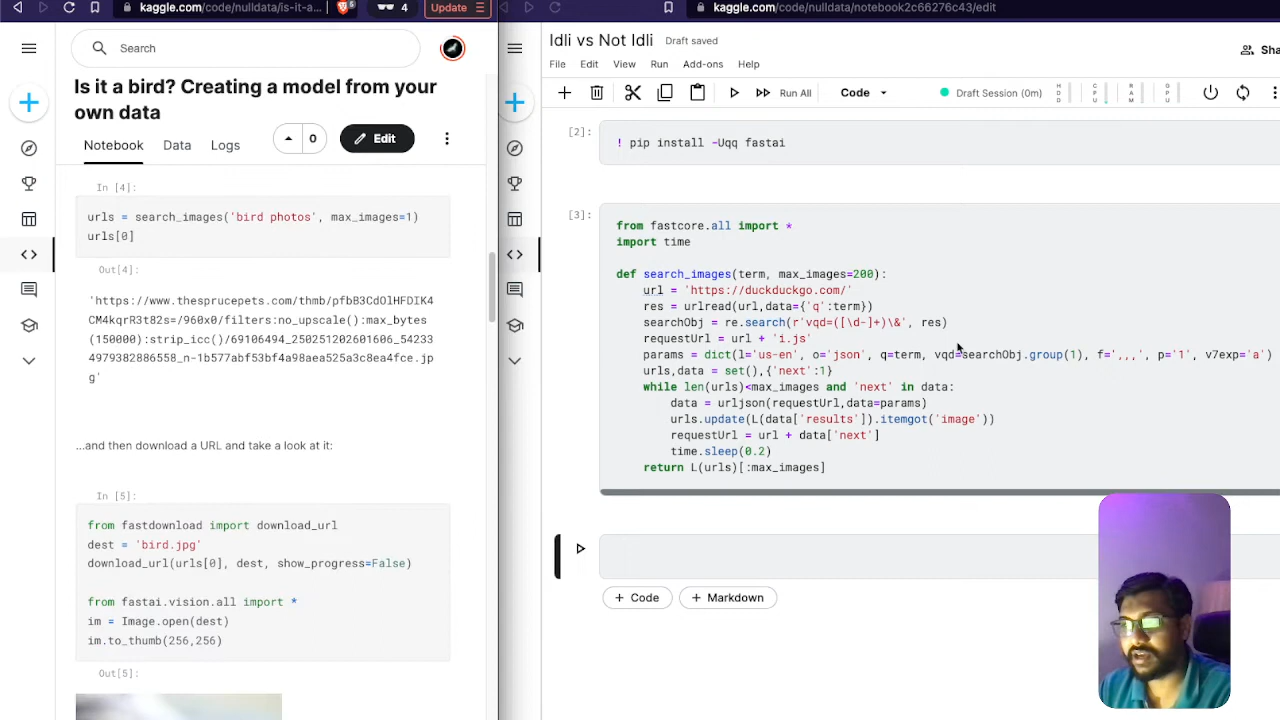 kaggle.com/code/nulldata/is-it-a...
4
Update
Search
Is it a bird? Creating a model from your
own data
Notebook
Data
Logs
0
Edit
In [4]:
urls = search_images('bird photos', max_images=1)
urls[0]
Out[4]:
'https://www.thesprucepets.com/thmb/pfbB3CdOlHFDIK4
CM4kqrR3t82s=/960x0/filters:no_upscale():max_bytes
(150000):strip_icc()/69106494_250251202601606_54233
4979382886558_n-1b577abf53bf4a98aea525a3c8ea4fce.jp
g'
...and then download a URL and take a look at it:
In [5]:
from fastdownload import download_url
dest = 'bird.jpg'
download_url(urls[0], dest, show_progress=False)
from fastai.vision.all import *
im = Image.open(dest)
im.to_thumb(256,256)
Out[5]:
kaggle.com/code/nulldata/notebook2c66276c43/edit
Idli vs Not Idli
Draft saved
File
Edit
View
Run
Add-ons
Help
Sha
Run All
Code
Draft Session (0m)
HDD
CPU
RAM
GPU
[2]
! pip install -Uqq fastai
[3]:
from fastcore.all import *
import time
def search_images(term, max_images=200):
url = 'https://duckduckgo.com/'
res = urlread(url,data={'q':term})
searchObj = re.search(r'vqd=([\d-]+)\&', res)
requestUrl = url + 'i.js'
params = dict(l='us-en', o='json', q=term, vqd=searchObj.group(1), f=',,,', p='1', v7exp='a')
urls,data = set(),{'next':1}
while len(urls)<max_images and 'next' in data:
data = urljson(requestUrl,data=params)
urls.update(L(data['results']).itemgot('image'))
requestUrl = url + data['next']
time.sleep(0.2)
return L(urls)[:max_images]
+ Code
+ Markdown